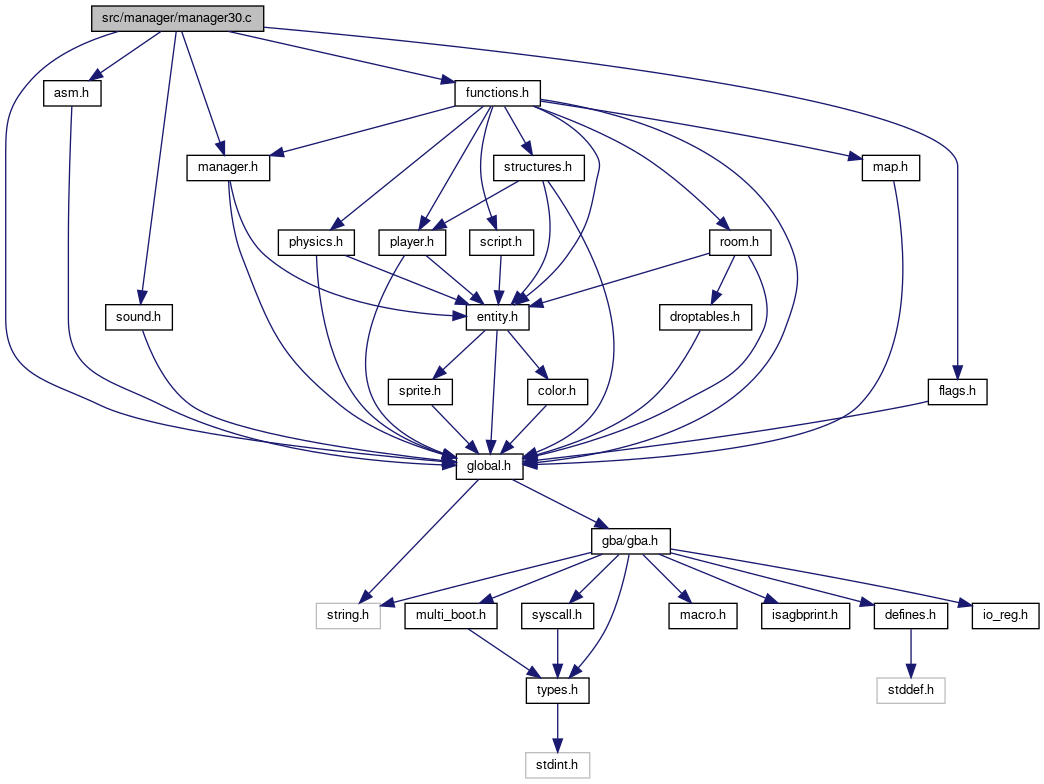 src/manager/manager30.c
asm.h
functions.h
manager.h
structures.h
map.h
physics.h
player.h
script.h
room.h
sound.h
entity.h
droptables.h
sprite.h
color.h
flags.h
global.h
gba/gba.h
string.h
multi_boot.h
syscall.h
macro.h
isagbprint.h
defines.h
io_reg.h
types.h
stddef.h
stdint.h